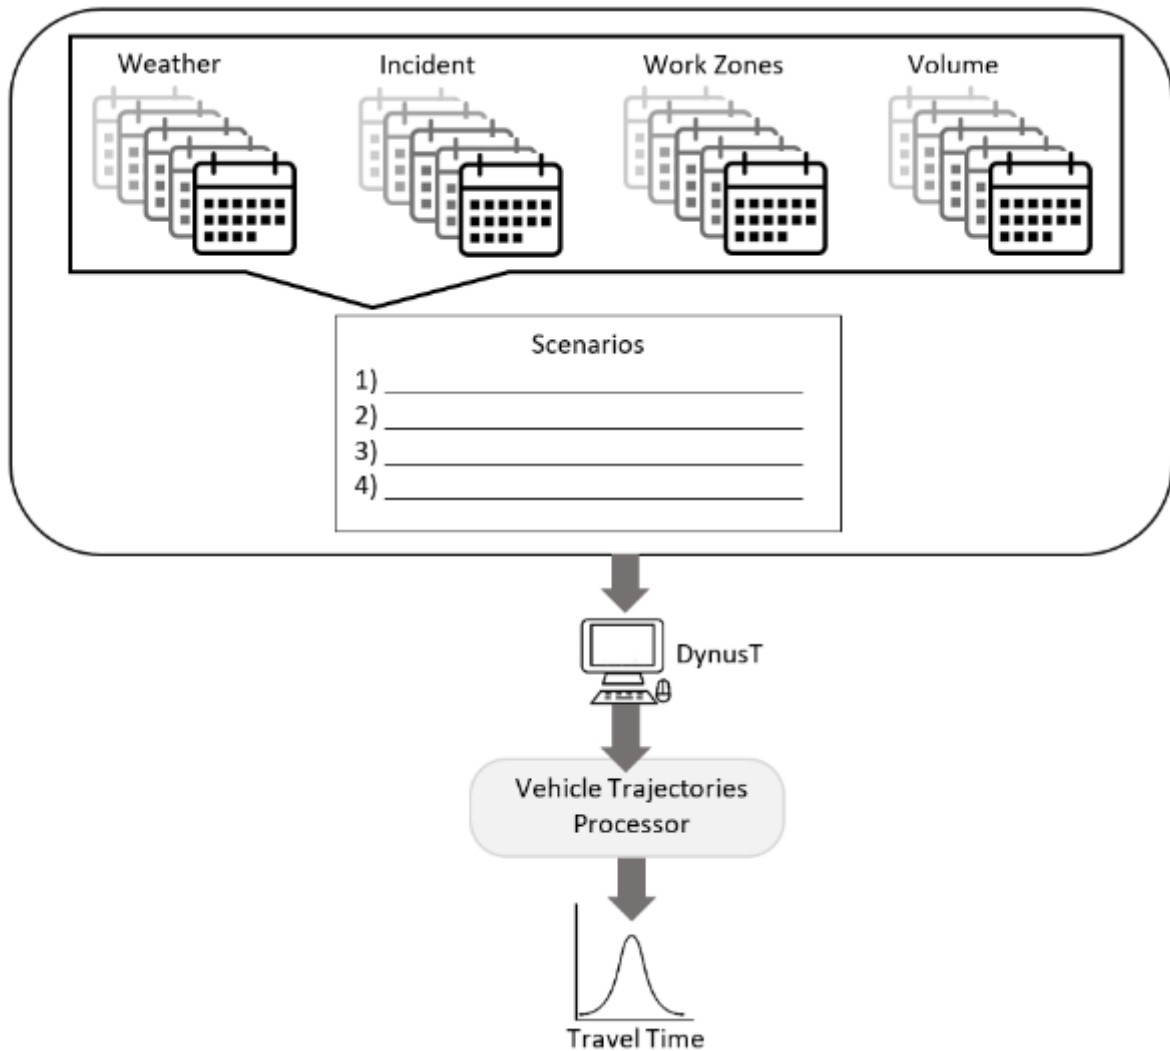 Weather
Incident
Work Zones
Volume
Scenarios
1)
2)
3)
4)
DynusT
Vehicle Trajectories
Processor
Travel Time